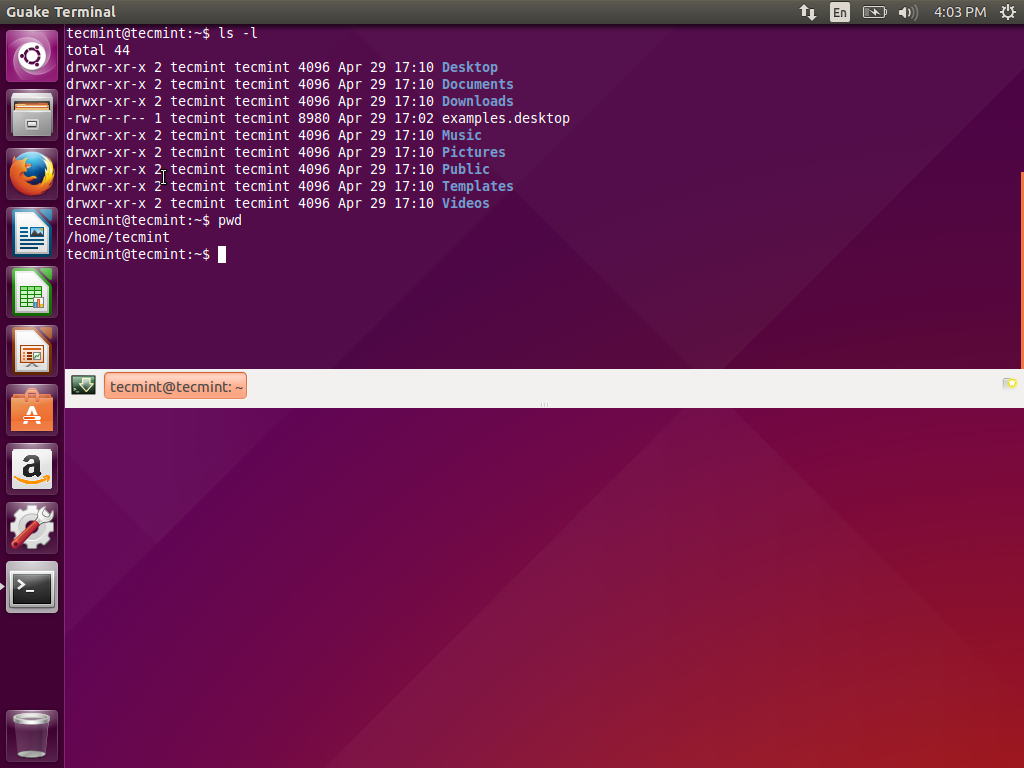 Guake Terminal
En
4:03 PM
tecmint@tecmint:~$ ls -l
total 44
drwxr-xr-x 2 tecmint tecmint 4096 Apr 29 17:10 Desktop
drwxr-xr-x 2 tecmint tecmint 4096 Apr 29 17:10 Documents
drwxr-xr-x 2 tecmint tecmint 4096 Apr 29 17:10 Downloads
-rw-r--r-- 1 tecmint tecmint 8980 Apr 29 17:02 examples.desktop
drwxr-xr-x 2 tecmint tecmint 4096 Apr 29 17:10 Music
drwxr-xr-x 2 tecmint tecmint 4096 Apr 29 17:10 Pictures
drwxr-xr-x 2 tecmint tecmint 4096 Apr 29 17:10 Public
drwxr-xr-x 2 tecmint tecmint 4096 Apr 29 17:10 Templates
drwxr-xr-x 2 tecmint tecmint 4096 Apr 29 17:10 Videos
tecmint@tecmint:~$ pwd
/home/tecmint
tecmint@tecmint:~$
tecmint@tecmint: ~